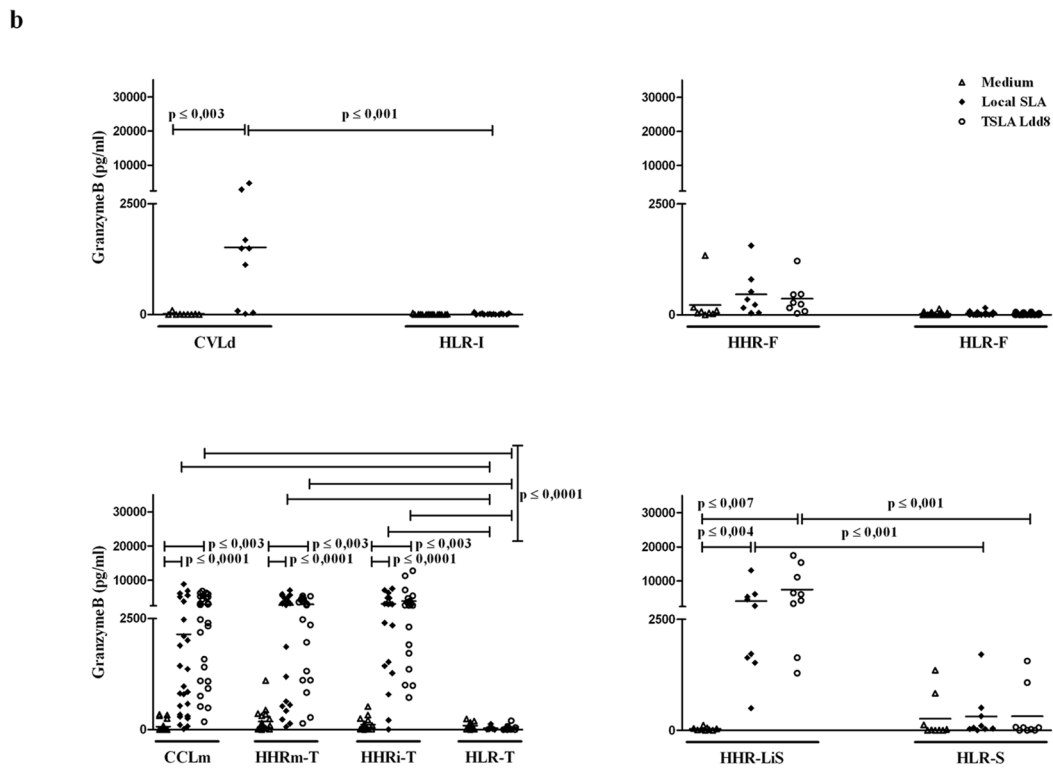 b
Medium
Local SLA
TSLA Ldd8
GranzymeB (pg/ml)
30000
20000
10000
2500
0
p ≤ 0,003
p ≤ 0,001
CVLd
HLR-I
30000
20000
10000
2500
0
HHR-F
HLR-F
GranzymeB (pg/ml)
30000
20000
10000
2500
0
p ≤ 0,0001
p ≤ 0,003
p ≤ 0,003
p ≤ 0,003
p ≤ 0,0001
p ≤ 0,0001
p ≤ 0,0001
CCLm
HHRm-T
HHRi-T
HLR-T
30000
20000
10000
2500
0
p ≤ 0,007
p ≤ 0,001
p ≤ 0,004
p ≤ 0,001
HHR-LiS
HLR-S